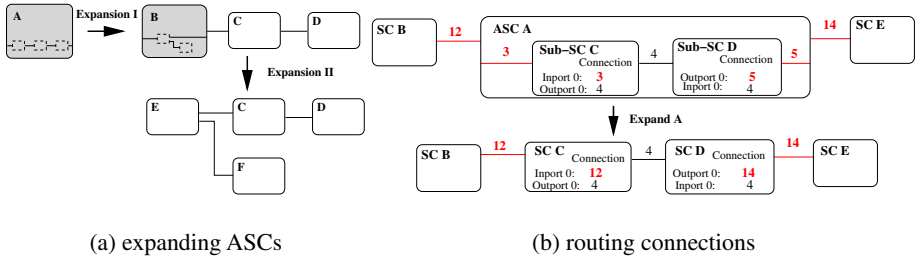 A
Expansion I
B
C
D
Expansion II
E
C
D
F
(a) expanding ASCs
SC B
12
ASC A
14
SC E
3
Sub–SC C
Connection
Inport 0: 3
Outport 0: 4
4
Sub–SC D
Connection
Outport 0: 5
Inport 0: 4
5
Expand A
SC B
12
SC C
Connection
Inport 0: 12
Outport 0: 4
4
SC D
Connection
Outport 0: 14
Inport 0: 4
14
SC E
(b) routing connections